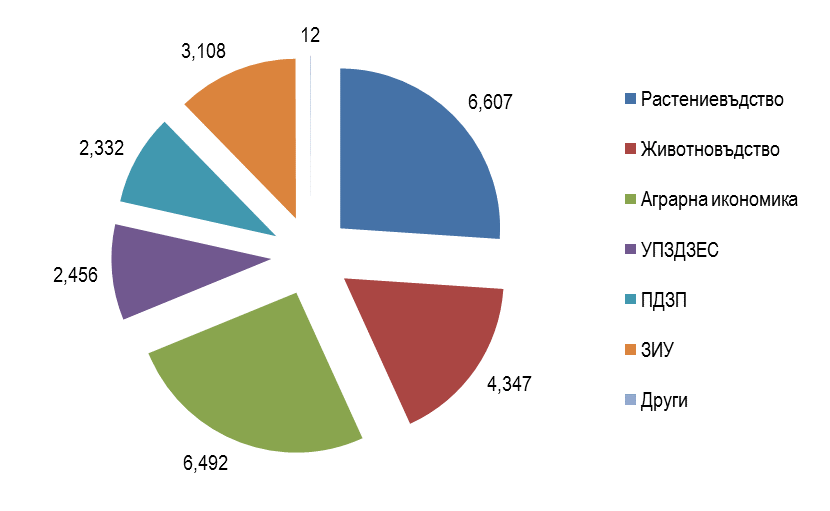 12
3,108
6,607
2,332
2,456
4,347
6,492
Растениевъдство
Животновъдство
Аграрна икономика
УПЗДЗЕС
ПДЗП
ЗИУ
Други